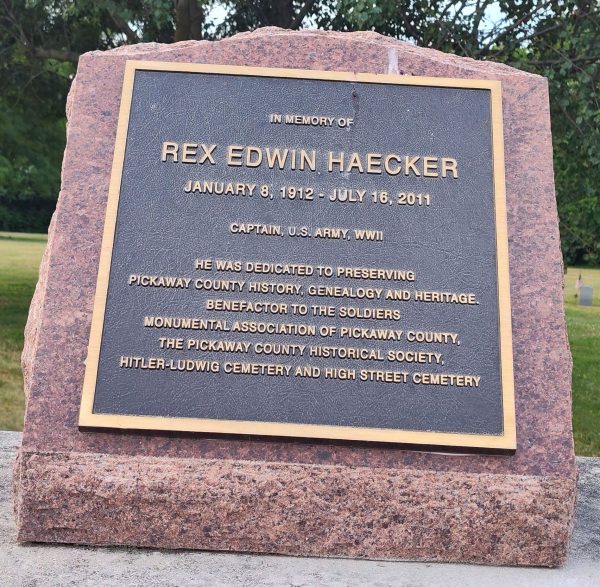 IN MEMORY OF
REX EDWIN HAECKER
JANUARY 8, 1912 - JULY 16, 2011
CAPTAIN, U.S. ARMY, WWII
HE WAS DEDICATED TO PRESERVING
PICKAWAY COUNTY HISTORY, GENEALOGY AND HERITAGE.
BENEFACTOR TO THE SOLDIERS
MONUMENTAL ASSOCIATION OF PICKAWAY COUNTY,
THE PICKAWAY COUNTY HISTORICAL SOCIETY,
HITLER-LUDWIG CEMETERY AND HIGH STREET CEMETERY